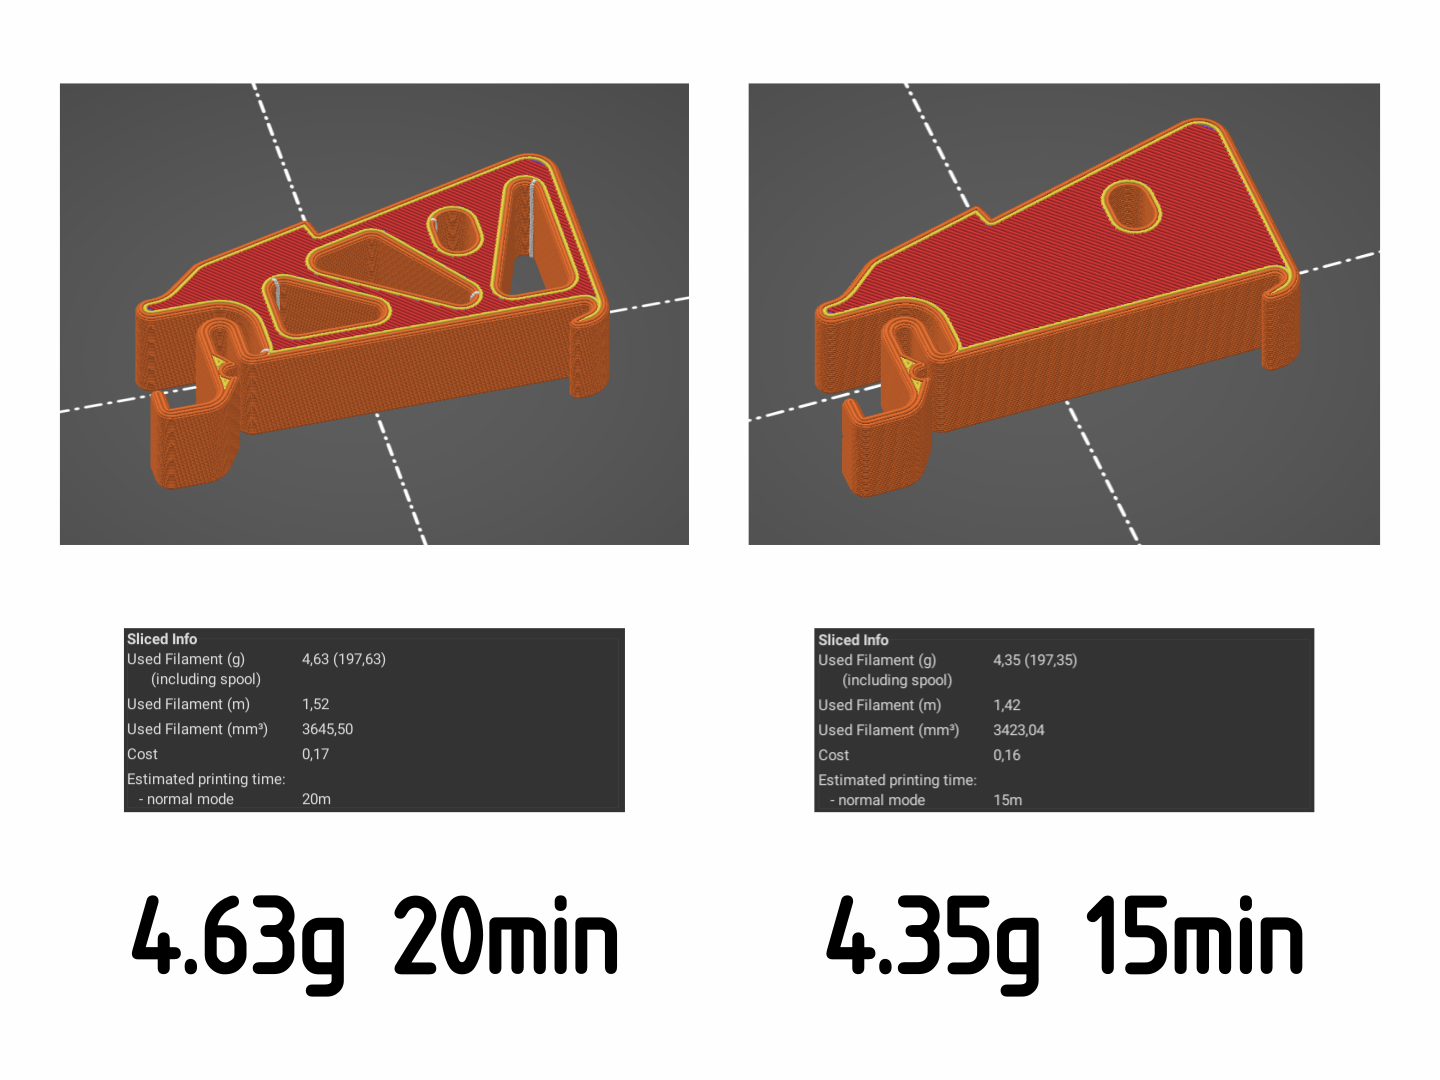 Sliced Info
Used Filament (g) 4,63 (197,63)
(including spool)
Used Filament (m) 1,52
Used Filament (mm³) 3645,50
Cost 0,17
Estimated printing time:
- normal mode 20m
Sliced Info
Used Filament (g) 4,35 (197,35)
(including spool)
Used Filament (m) 1,42
Used Filament (mm³) 3423,04
Cost 0,16
Estimated printing time:
- normal mode 15m
4.63g 20min
4.35g 15min